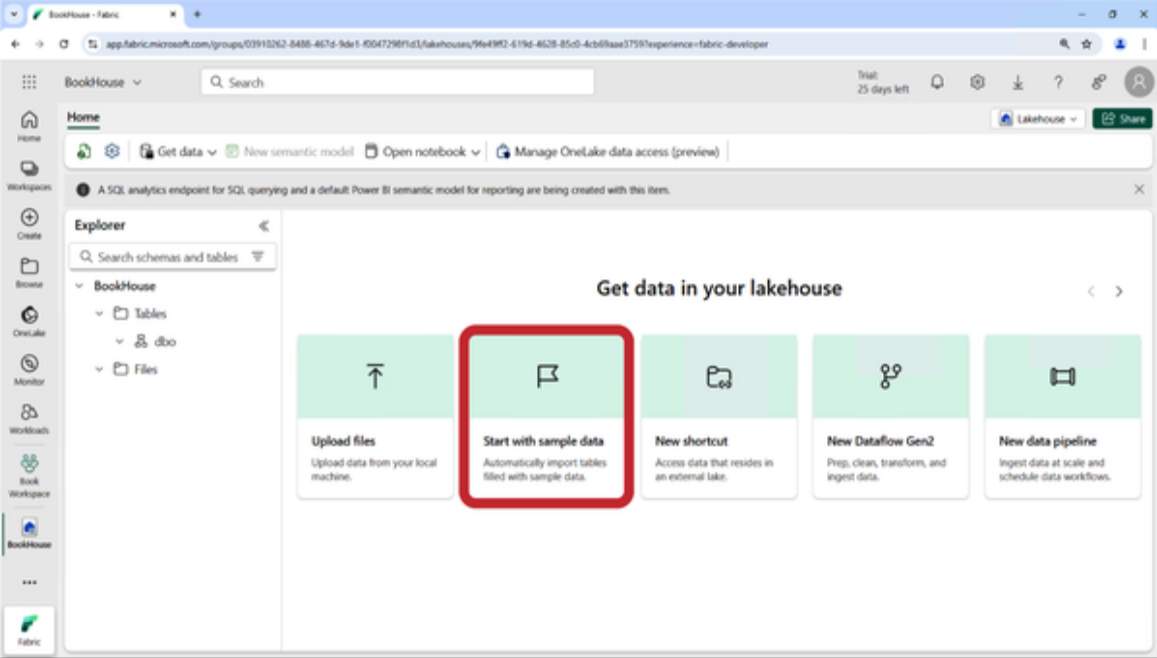 BookHouse - Fabric
app.fabric.microsoft.com/groups/03910262-8488-467d-9de1-f0047298f1d3/lakehouses/9fe49ff2-619d-4628-85c0-4cb69aae3759?experience=fabric-developer
BookHouse
Search
Trial:
25 days left
Home
Lakehouse
Share
Get data
New semantic model
Open notebook
Manage OneLake data access (preview)
A SQL analytics endpoint for SQL querying and a default Power BI semantic model for reporting are being created with this item.
Home
Workspaces
Create
Browse
OneLake
Monitor
Workloads
Book
Workspace
BookHouse
Fabric
Explorer
Search schemas and tables
BookHouse
Tables
dbo
Files
Get data in your lakehouse
Upload files
Upload data from your local
machine.
Start with sample data
Automatically import tables
filled with sample data.
New shortcut
Access data that resides in
an external lake.
New Dataflow Gen2
Prep, clean, transform, and
ingest data.
New data pipeline
Ingest data at scale and
schedule data workflows.